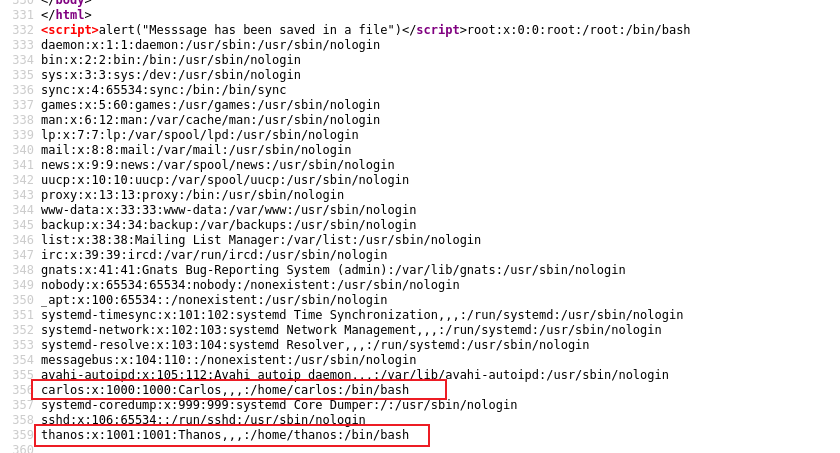 330 </body>
331 </html>
332 <script>alert("Messsage has been saved in a file")</script>root:x:0:0:root:/root:/bin/bash
333 daemon:x:1:1:daemon:/usr/sbin:/usr/sbin/nologin
334 bin:x:2:2:bin:/bin:/usr/sbin/nologin
335 sys:x:3:3:sys:/dev:/usr/sbin/nologin
336 sync:x:4:65534:sync:/bin:/bin/sync
337 games:x:5:60:games:/usr/games:/usr/sbin/nologin
338 man:x:6:12:man:/var/cache/man:/usr/sbin/nologin
339 lp:x:7:7:lp:/var/spool/lpd:/usr/sbin/nologin
340 mail:x:8:8:mail:/var/mail:/usr/sbin/nologin
341 news:x:9:9:news:/var/spool/news:/usr/sbin/nologin
342 uucp:x:10:10:uucp:/var/spool/uucp:/usr/sbin/nologin
343 proxy:x:13:13:proxy:/bin:/usr/sbin/nologin
344 www-data:x:33:33:www-data:/var/www:/usr/sbin/nologin
345 backup:x:34:34:backup:/var/backups:/usr/sbin/nologin
346 list:x:38:38:Mailing List Manager:/var/list:/usr/sbin/nologin
347 irc:x:39:39:ircd:/var/run/ircd:/usr/sbin/nologin
348 gnats:x:41:41:Gnats Bug-Reporting System (admin):/var/lib/gnats:/usr/sbin/nologin
349 nobody:x:65534:65534:nobody:/nonexistent:/usr/sbin/nologin
350 _apt:x:100:65534::/nonexistent:/usr/sbin/nologin
351 systemd-timesync:x:101:102:systemd Time Synchronization,,,:/run/systemd:/usr/sbin/nologin
352 systemd-network:x:102:103:systemd Network Management,,,:/run/systemd:/usr/sbin/nologin
353 systemd-resolve:x:103:104:systemd Resolver,,,:/run/systemd:/usr/sbin/nologin
354 messagebus:x:104:110::/nonexistent:/usr/sbin/nologin
355 avahi-autoipd:x:105:112:Avahi autoip daemon,,,:/var/lib/avahi-autoipd:/usr/sbin/nologin
356 carlos:x:1000:1000:Carlos,,,:/home/carlos:/bin/bash
357 systemd-coredump:x:999:999:systemd Core Dumper:/:/usr/sbin/nologin
358 sshd:x:106:65534::/run/sshd:/usr/sbin/nologin
359 thanos:x:1001:1001:Thanos,,,:/home/thanos:/bin/bash
360